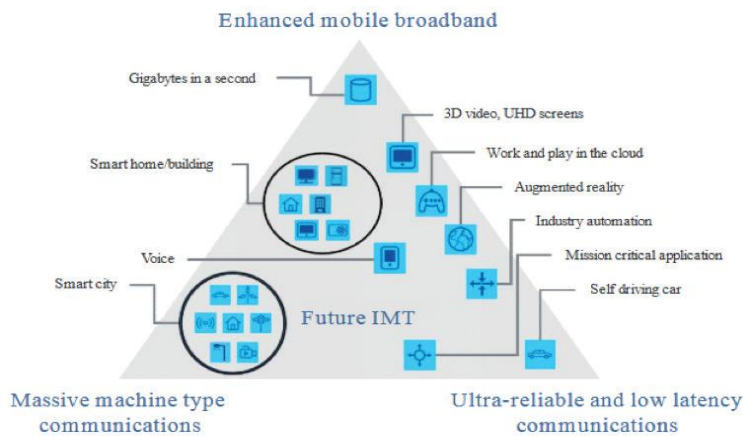 Enhanced mobile broadband
Gigabytes in a second
3D video, UHD screens
Smart home/building
Work and play in the cloud
Augmented reality
Industry automation
Voice
Mission critical application
Smart city
Self driving car
Future IMT
Massive machine type
communications
Ultra-reliable and low latency
communications